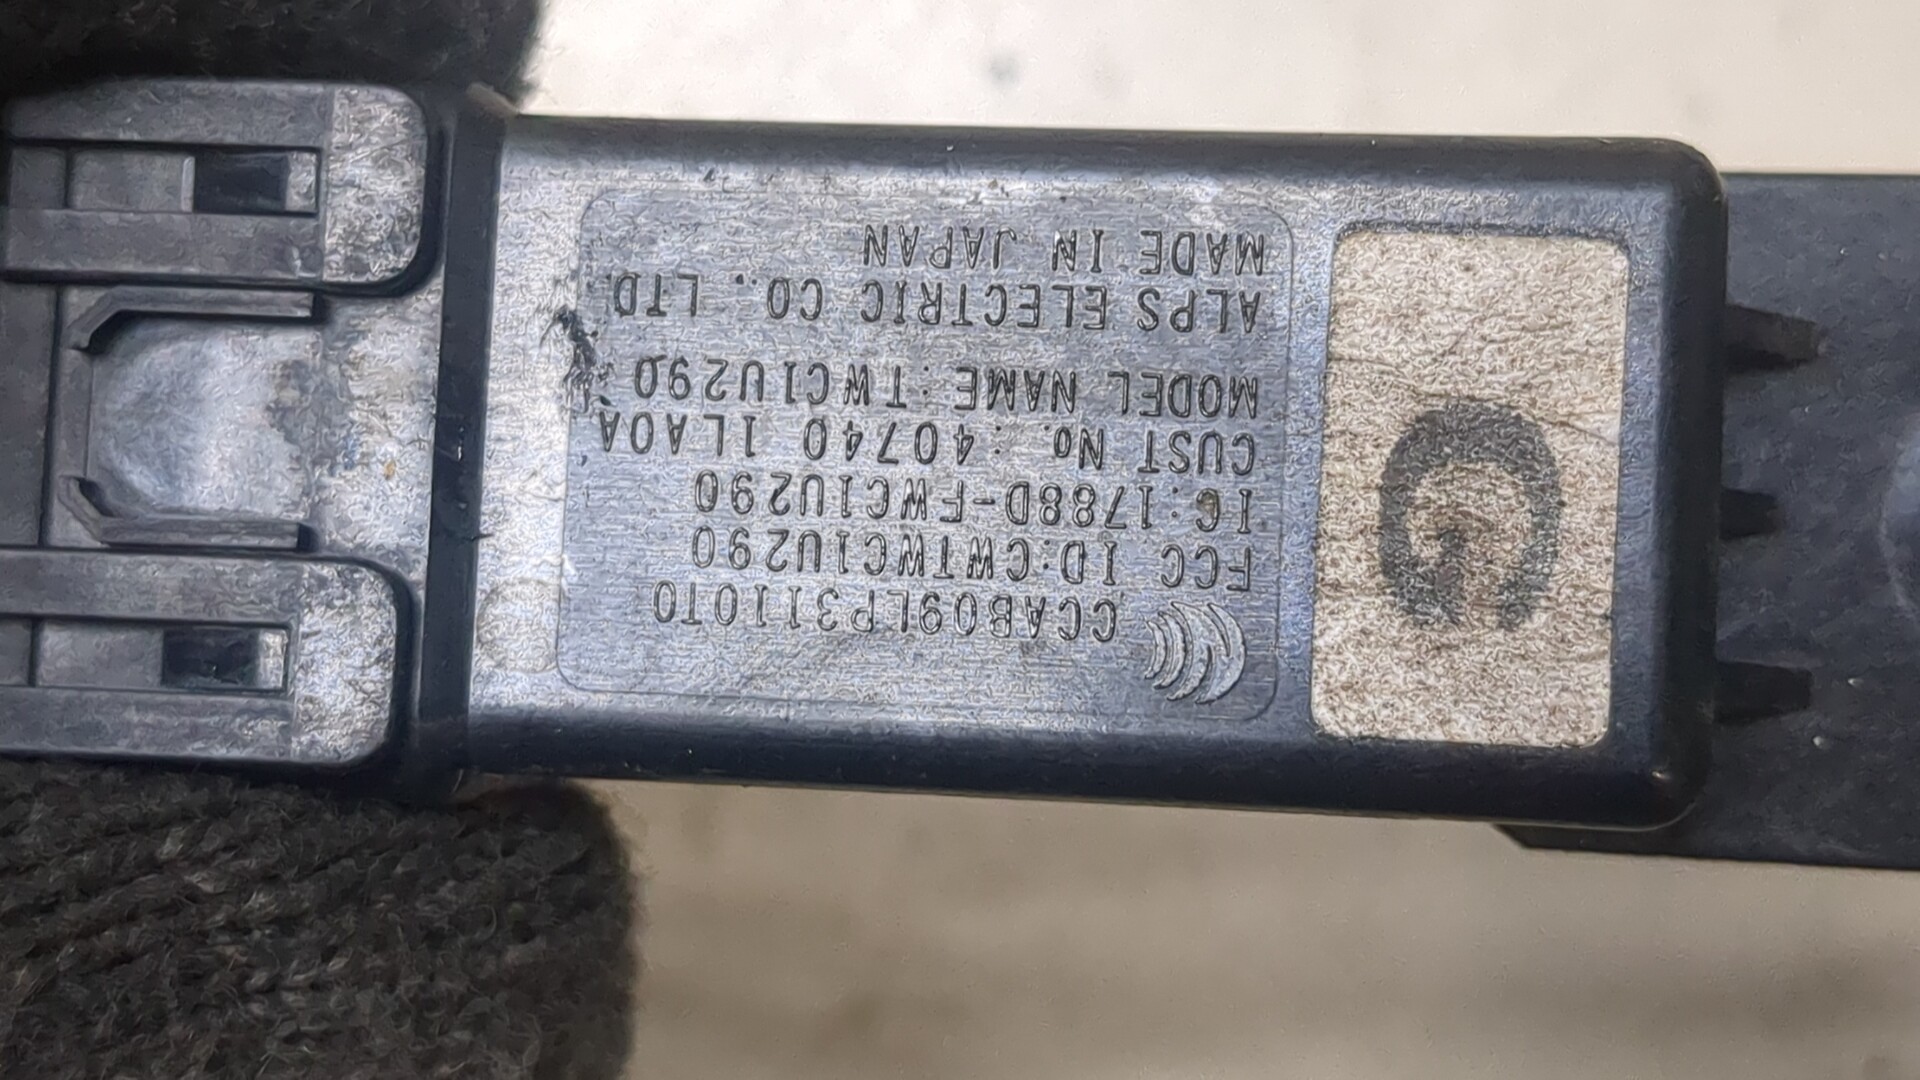 CCAB09LP3110T0
FCC ID:CWTWC1U290
IC:1788D-FWC1U290
CUST No.:40740 1LA0A
MODEL NAME:TWC1U290
ALPS ELECTRIC CO., LTD.
MADE IN JAPAN
G